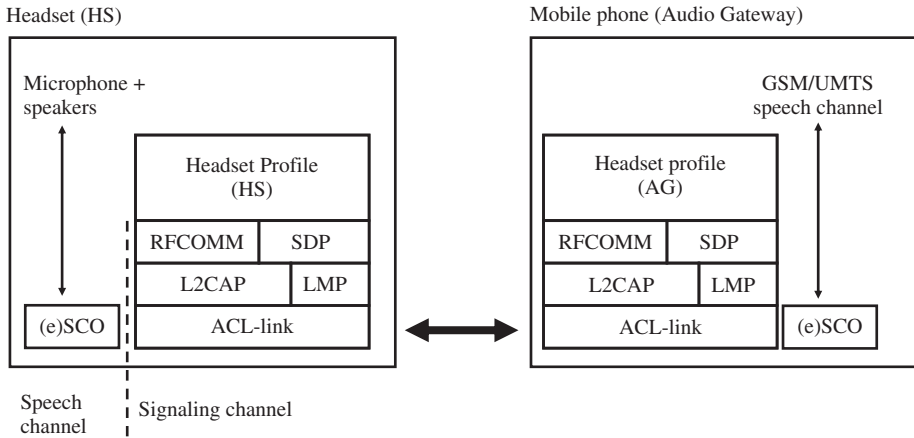 Headset (HS)
Mobile phone (Audio Gateway)
Microphone +
speakers
Headset Profile
(HS)
RFCOMM
SDP
L2CAP
LMP
(e)SCO
ACL-link
Speech
channel
Signaling channel
GSM/UMTS
speech channel
Headset profile
(AG)
RFCOMM
SDP
L2CAP
LMP
ACL-link
(e)SCO